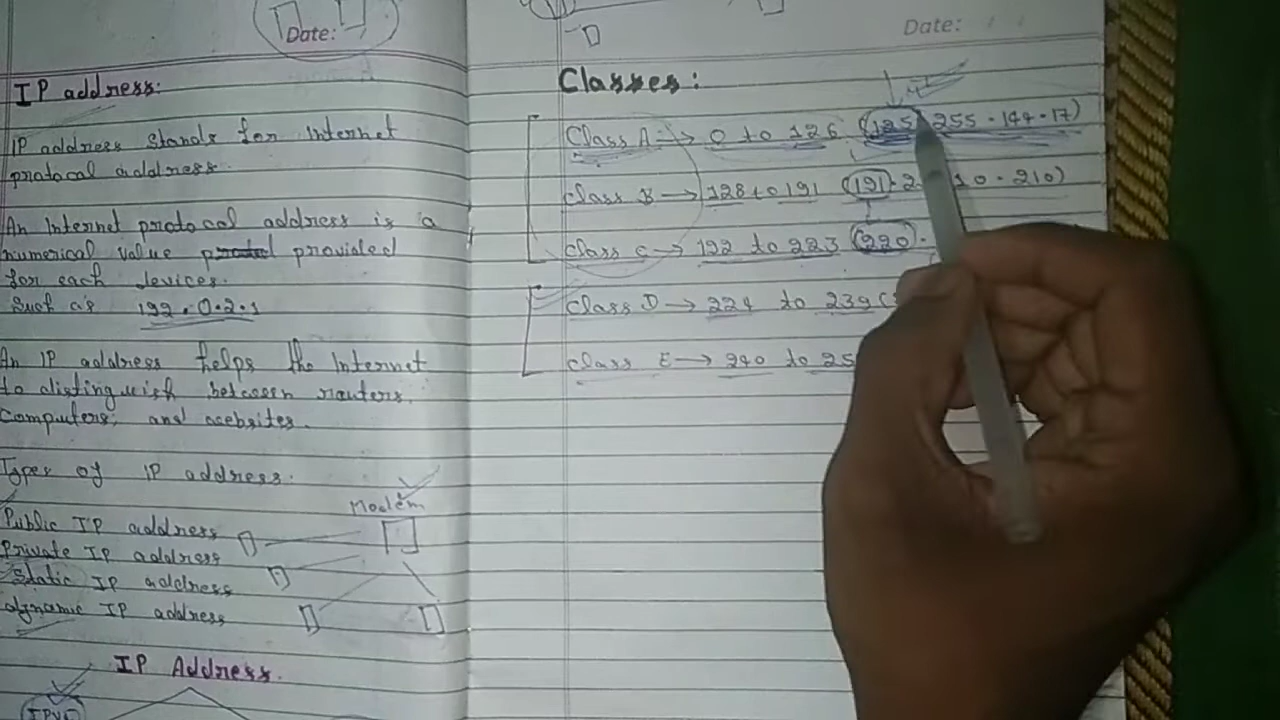 Date:
IP address:
IP address stands for Internet
protocal address.
An Internet protocal address is a
numerical value provided
for each devices.
Such as 192.0.2.1
An IP address helps the Internet
to distinguish between routers,
Computers, and websites.
Types of IP address.
Modem
Public IP address
Private IP address
Static IP address
dynamic IP address
IP Address.
Date:
Classes:
Class A: → 0 to 126 (125. 255 . 144 . 17)
Class B → 128 to 191 (191. 10 . 210)
Class C → 192 to 223 (220.
Class D → 224 to 239
Class E → 240 to 25